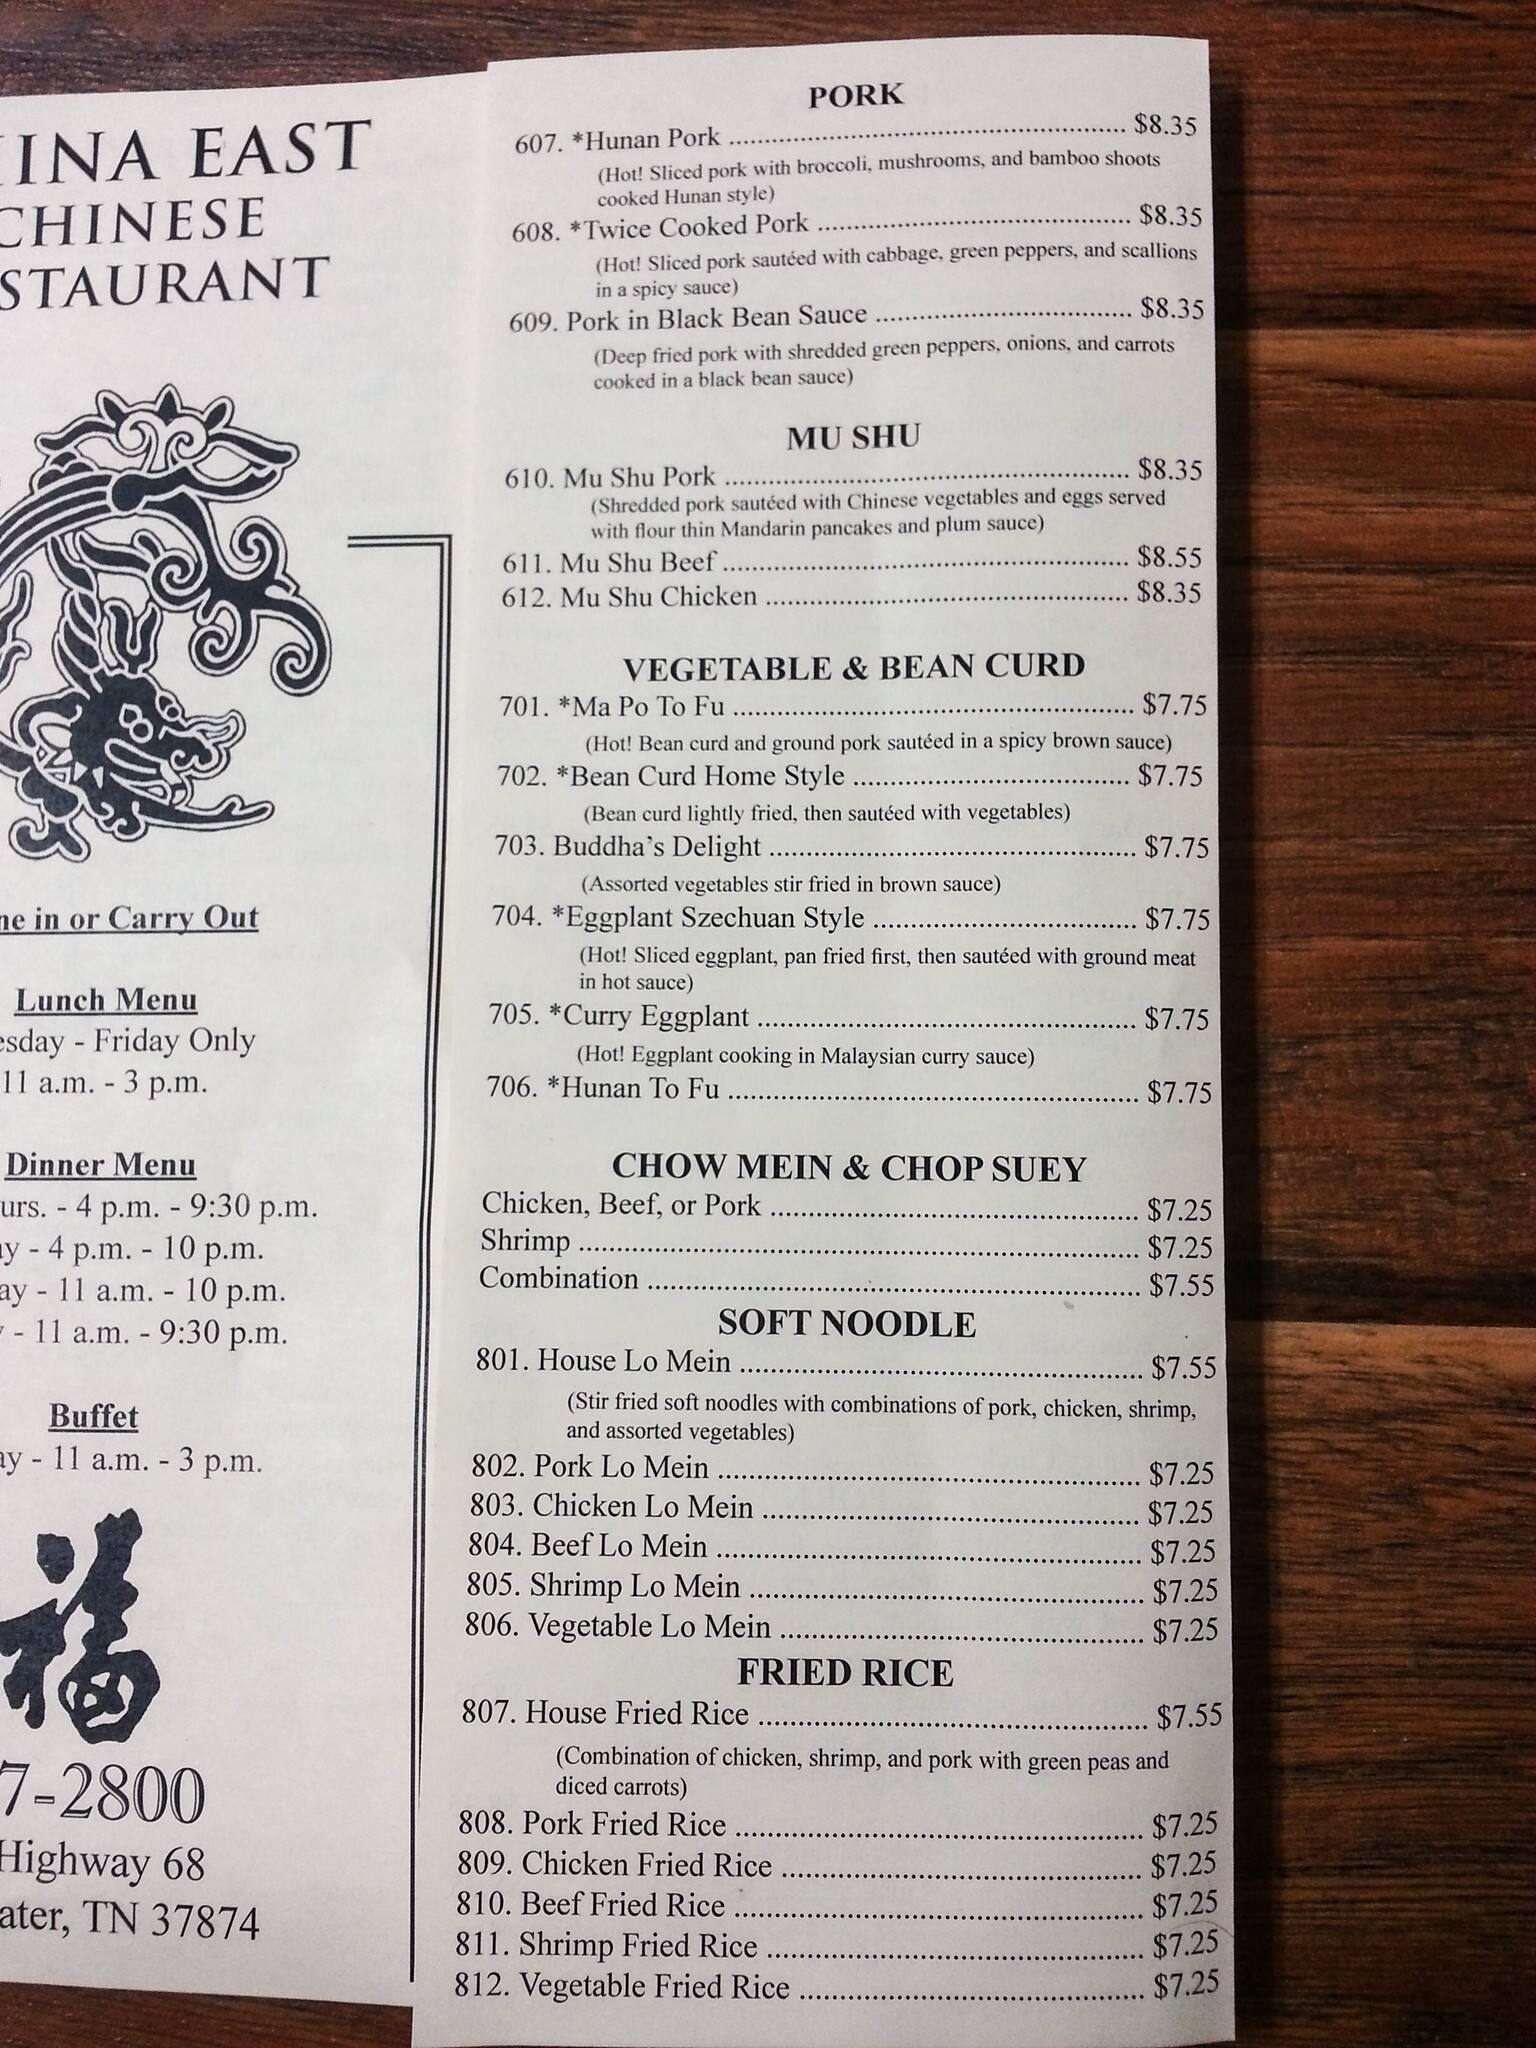 EAST
CHINESE
in or Carry Out
Lunch Menu
- Friday Only
11 a.m. - 3 p.m.
Dinner Menu
- 4 p.m. - 9:30 p.m.
- 4 p.m. - 10 p.m.
- 11 a.m. - 10 p.m.
- 11 a.m. - 9:30 p.m.
Buffet
- 11 a.m. - 3 p.m.
福
7-2800
Highway 68
TN 37874
PORK
607. *Hunan Pork ........ $8.35
(Hot! Sliced pork with broccoli, mushrooms, and bamboo shoots
cooked Hunan style)
608. *Twice Cooked Pork ........ $8.35
(Hot! Sliced pork sautéed with cabbage, green peppers, and scallions
in a spicy sauce)
609. Pork in Black Bean Sauce ........ $8.35
(Deep fried pork with shredded green peppers, onions, and carrots
cooked in a black bean sauce)
MU SHU
610. Mu Shu Pork ........ $8.35
(Shredded pork sautéed with Chinese vegetables and eggs served
with flour thin Mandarin pancakes and plum sauce)
611. Mu Shu Beef ........ $8.55
612. Mu Shu Chicken ........ $8.35
VEGETABLE & BEAN CURD
701. *Ma Po To Fu ........ $7.75
(Hot! Bean curd and ground pork sautéed in a spicy brown sauce)
702. *Bean Curd Home Style ........ $7.75
(Bean curd lightly fried, then sautéed with vegetables)
703. Buddha's Delight ........ $7.75
(Assorted vegetables stir fried in brown sauce)
704. *Eggplant Szechuan Style ........ $7.75
(Hot! Sliced eggplant, pan fried first, then sautéed with ground meat
in hot sauce)
705. *Curry Eggplant ........ $7.75
(Hot! Eggplant cooking in Malaysian curry sauce)
706. *Hunan To Fu ........ $7.75
CHOW MEIN & CHOP SUEY
Chicken, Beef, or Pork ........ $7.25
Shrimp ........ $7.25
Combination ........ $7.55
SOFT NOODLE
801. House Lo Mein ........ $7.55
(Stir fried soft noodles with combinations of pork, chicken, shrimp,
and assorted vegetables)
802. Pork Lo Mein ........ $7.25
803. Chicken Lo Mein ........ $7.25
804. Beef Lo Mein ........ $7.25
805. Shrimp Lo Mein ........ $7.25
806. Vegetable Lo Mein ........ $7.25
FRIED RICE
807. House Fried Rice ........ $7.55
(Combination of chicken, shrimp, and pork with green peas and
diced carrots)
808. Pork Fried Rice ........ $7.25
809. Chicken Fried Rice ........ $7.25
810. Beef Fried Rice ........ $7.25
811. Shrimp Fried Rice ........ $7.25
812. Vegetable Fried Rice ........ $7.25